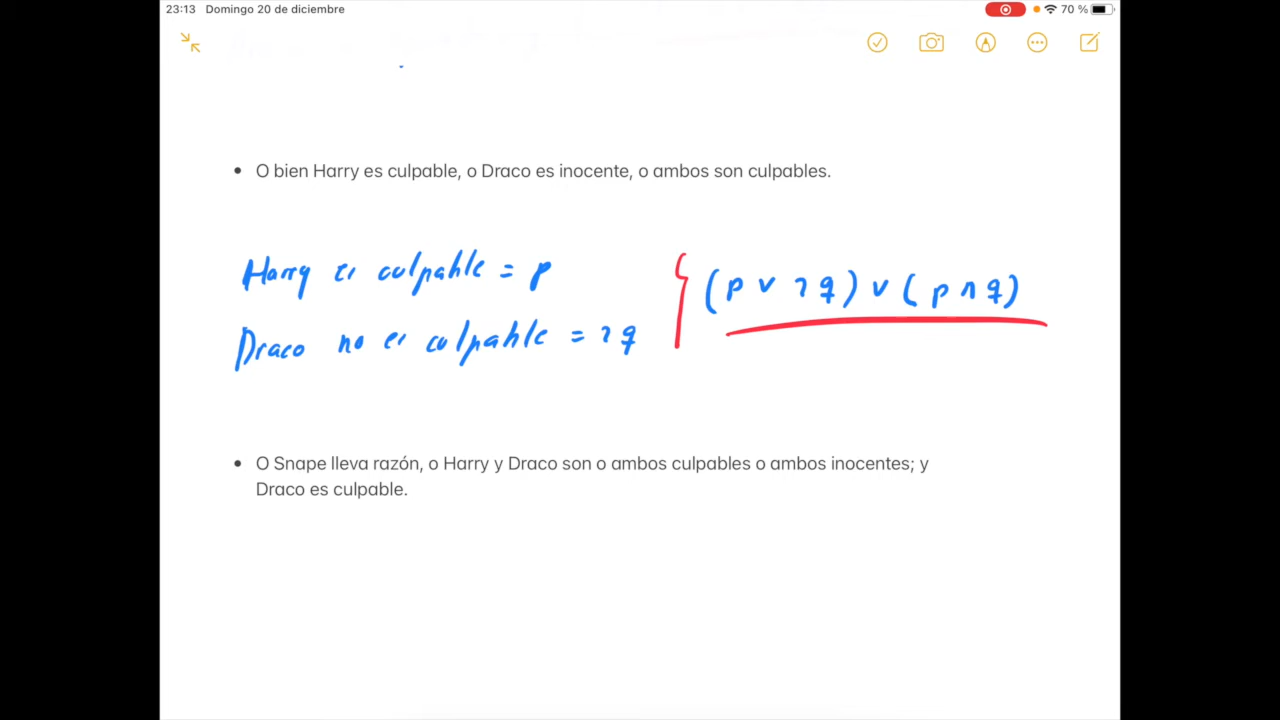 23:13 Domingo 20 de diciembre 70 %
• O bien Harry es culpable, o Draco es inocente, o ambos son culpables.
Harry es culpable = p
(p ∨ ¬q) ∨ (p ∧ q)
Draco no es culpable = ¬q
• O Snape lleva razón, o Harry y Draco son o ambos culpables o ambos inocentes; y
Draco es culpable.